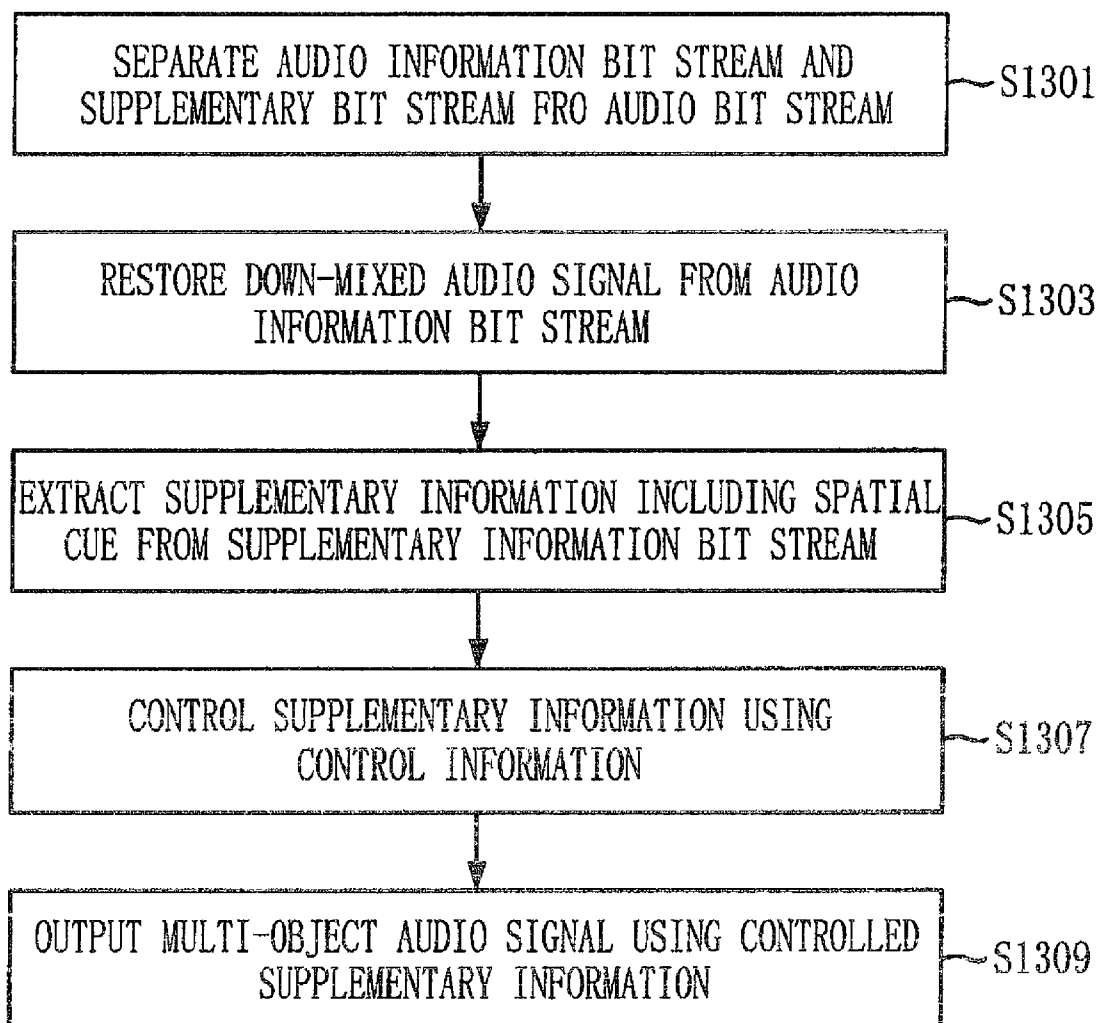 SEPARATE AUDIO INFORMATION BIT STREAM AND
SUPPLEMENTARY BIT STREAM FRO AUDIO BIT STREAM
S1301
RESTORE DOWN-MIXED AUDIO SIGNAL FROM AUDIO
INFORMATION BIT STREAM
S1303
EXTRACT SUPPLEMENTARY INFORMATION INCLUDING SPATIAL
CUE FROM SUPPLEMENTARY INFORMATION BIT STREAM
S1305
CONTROL SUPPLEMENTARY INFORMATION USING
CONTROL INFORMATION
S1307
OUTPUT MULTI-OBJECT AUDIO SIGNAL USING CONTROLLED
SUPPLEMENTARY INFORMATION
S1309